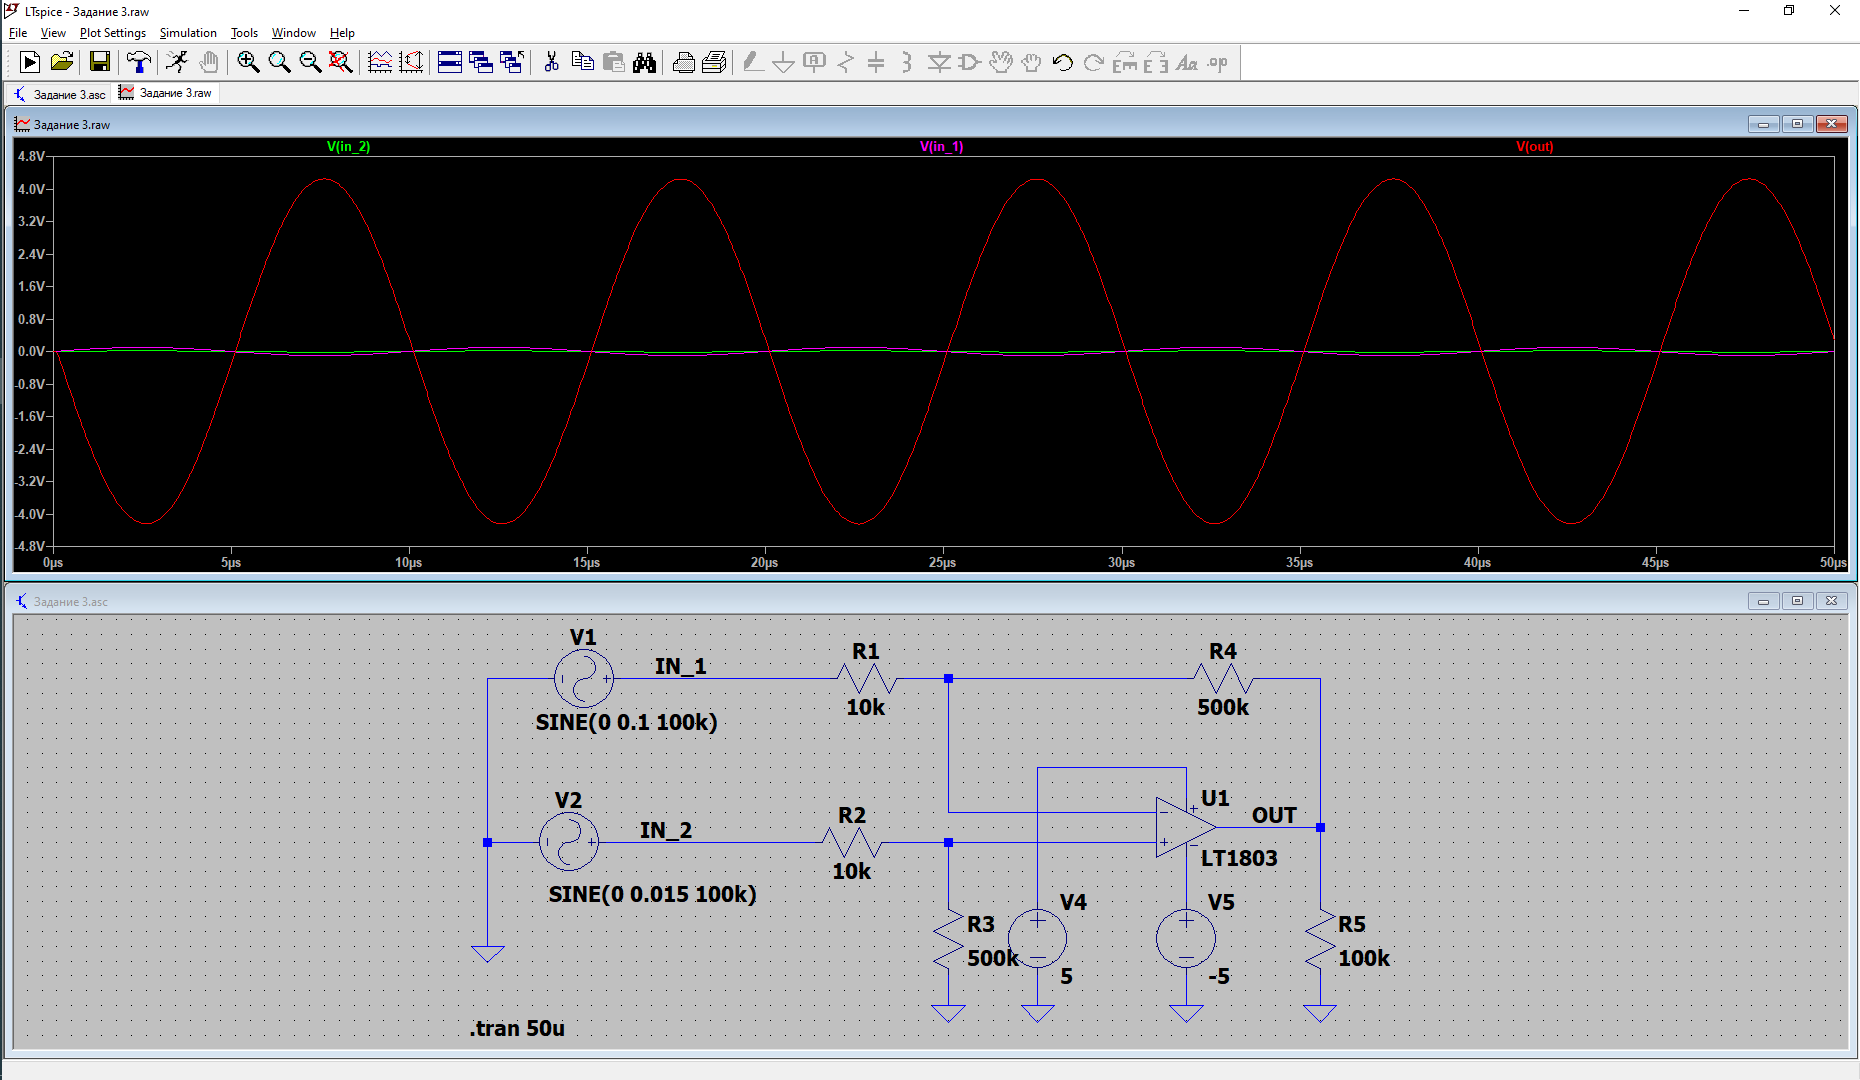 LTspice - Задание 3.raw
File View Plot Settings Simulation Tools Window Help
.op
Задание 3.asc Задание 3.raw
Задание 3.raw
V(in_2) V(in_1) V(out)
4.8V
4.0V
3.2V
2.4V
1.6V
0.8V
0.0V
-0.8V
-1.6V
-2.4V
-3.2V
-4.0V
-4.8V
0µs 5µs 10µs 15µs 20µs 25µs 30µs 35µs 40µs 45µs 50µs
Задание 3.asc
V1
IN_1
SINE(0 0.1 100k)
R1
10k
R4
500k
V2
IN_2
SINE(0 0.015 100k)
R2
10k
U1
OUT
LT1803
R3
500k
V4
5
V5
-5
R5
100k
.tran 50u